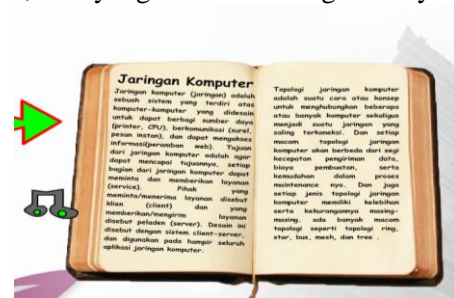 Jaringan Komputer
Jaringan komputer (jaringan) adalah
sebuah sistem yang terdiri atas
komputer-komputer yang didesain
untuk dapat berbagi sumber daya
(printer, CPU), berkomunikasi (surel,
pesan instan), dan dapat mengakses
informasi(peramban web). Tujuan
dari jaringan komputer adalah agar
dapat mencapai tujuannya, setiap
bagian dari jaringan komputer dapat
meminta dan memberikan layanan
(service). Pihak yang
meminta/menerima layanan disebut
klien (client) dan yang
memberikan/mengirim layanan
disebut peladen (server). Desain ini
disebut dengan sistem client-server,
dan digunakan pada hampir seluruh
aplikasi jaringan komputer.
Topologi jaringan komputer
adalah suatu cara atau konsep
untuk menghubungkan beberapa
atau banyak komputer sekaligus
menjadi suatu jaringan yang
saling terkoneksi. Dan setiap
macam topologi jaringan
komputer akan berbeda dari segi
kecepatan pengiriman data,
biaya pembuatan, serta
kemudahan dalam proses
maintenance nya. Dan juga
setiap jenis topologi jaringan
komputer memiliki kelebihan
serta kekurangannya masing-
masing. ada banyak macam
topologi seperti topologi ring,
star, bus, mesh, dan tree .